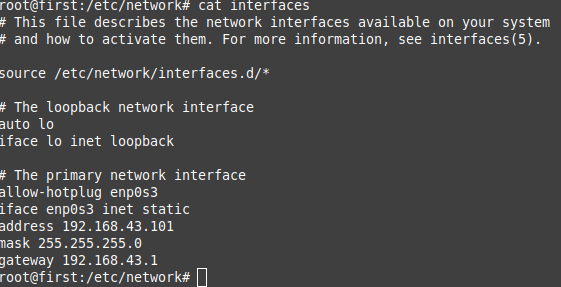 root@first:/etc/network# cat interfaces
# This file describes the network interfaces available on your system
# and how to activate them. For more information, see interfaces(5).
source /etc/network/interfaces.d/*
# The loopback network interface
auto lo
iface lo inet loopback
# The primary network interface
allow-hotplug enp0s3
iface enp0s3 inet static
address 192.168.43.101
mask 255.255.255.0
gateway 192.168.43.1
root@first:/etc/network#